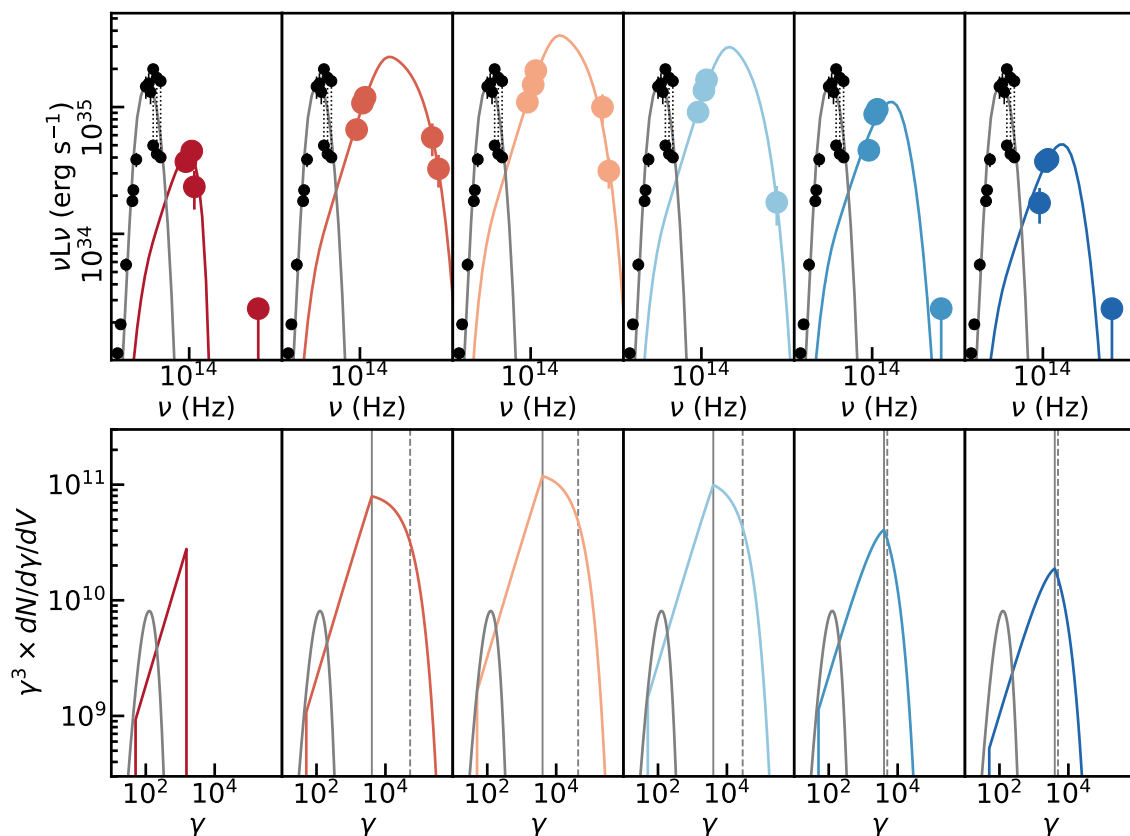 νLν (erg s⁻¹)
10³⁵
10³⁴
10¹⁴ 10¹⁴ 10¹⁴ 10¹⁴ 10¹⁴ 10¹⁴
ν (Hz) ν (Hz) ν (Hz) ν (Hz) ν (Hz) ν (Hz)
γ³ × dN/dγ/dV
10¹¹
10¹⁰
10⁹
10² 10⁴ 10² 10⁴ 10² 10⁴ 10² 10⁴ 10² 10⁴ 10² 10⁴
γ γ γ γ γ γ